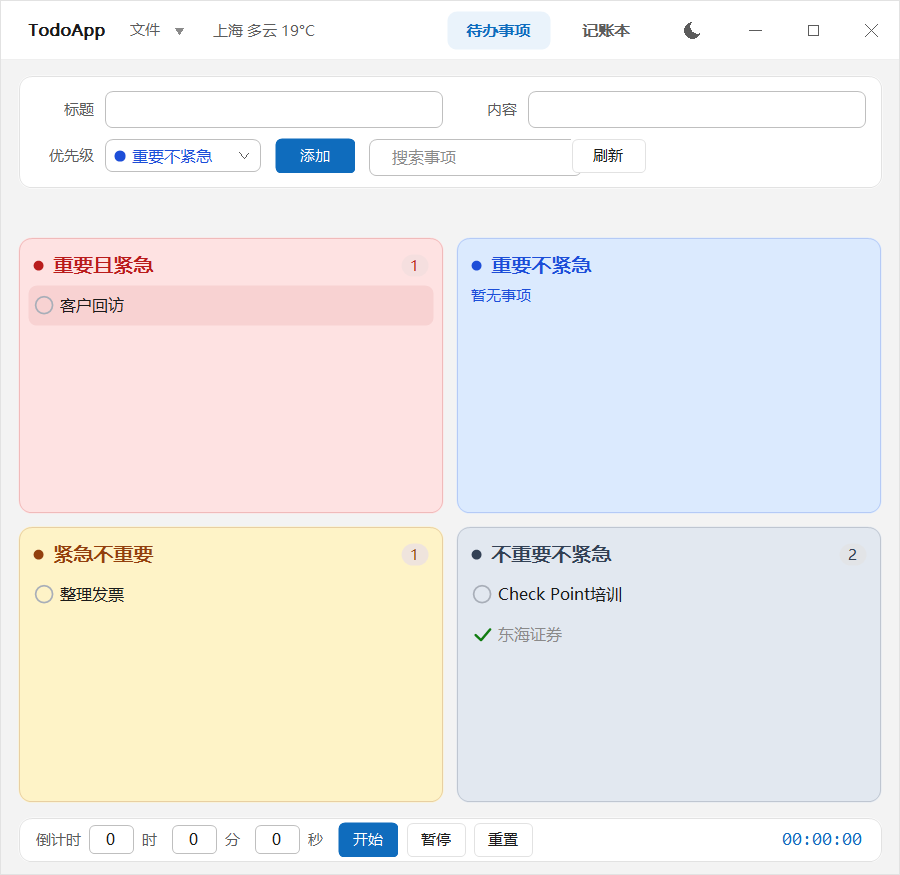 TodoApp 文件 上海 多云 19°C 待办事项 记账本
标题 内容
优先级 重要不紧急 添加 搜索事项 刷新
重要且紧急 1
客户回访
重要不紧急
暂无事项
紧急不重要 1
整理发票
不重要不紧急 2
Check Point培训
东海证券
倒计时 0 时 0 分 0 秒 开始 暂停 重置 00:00:00